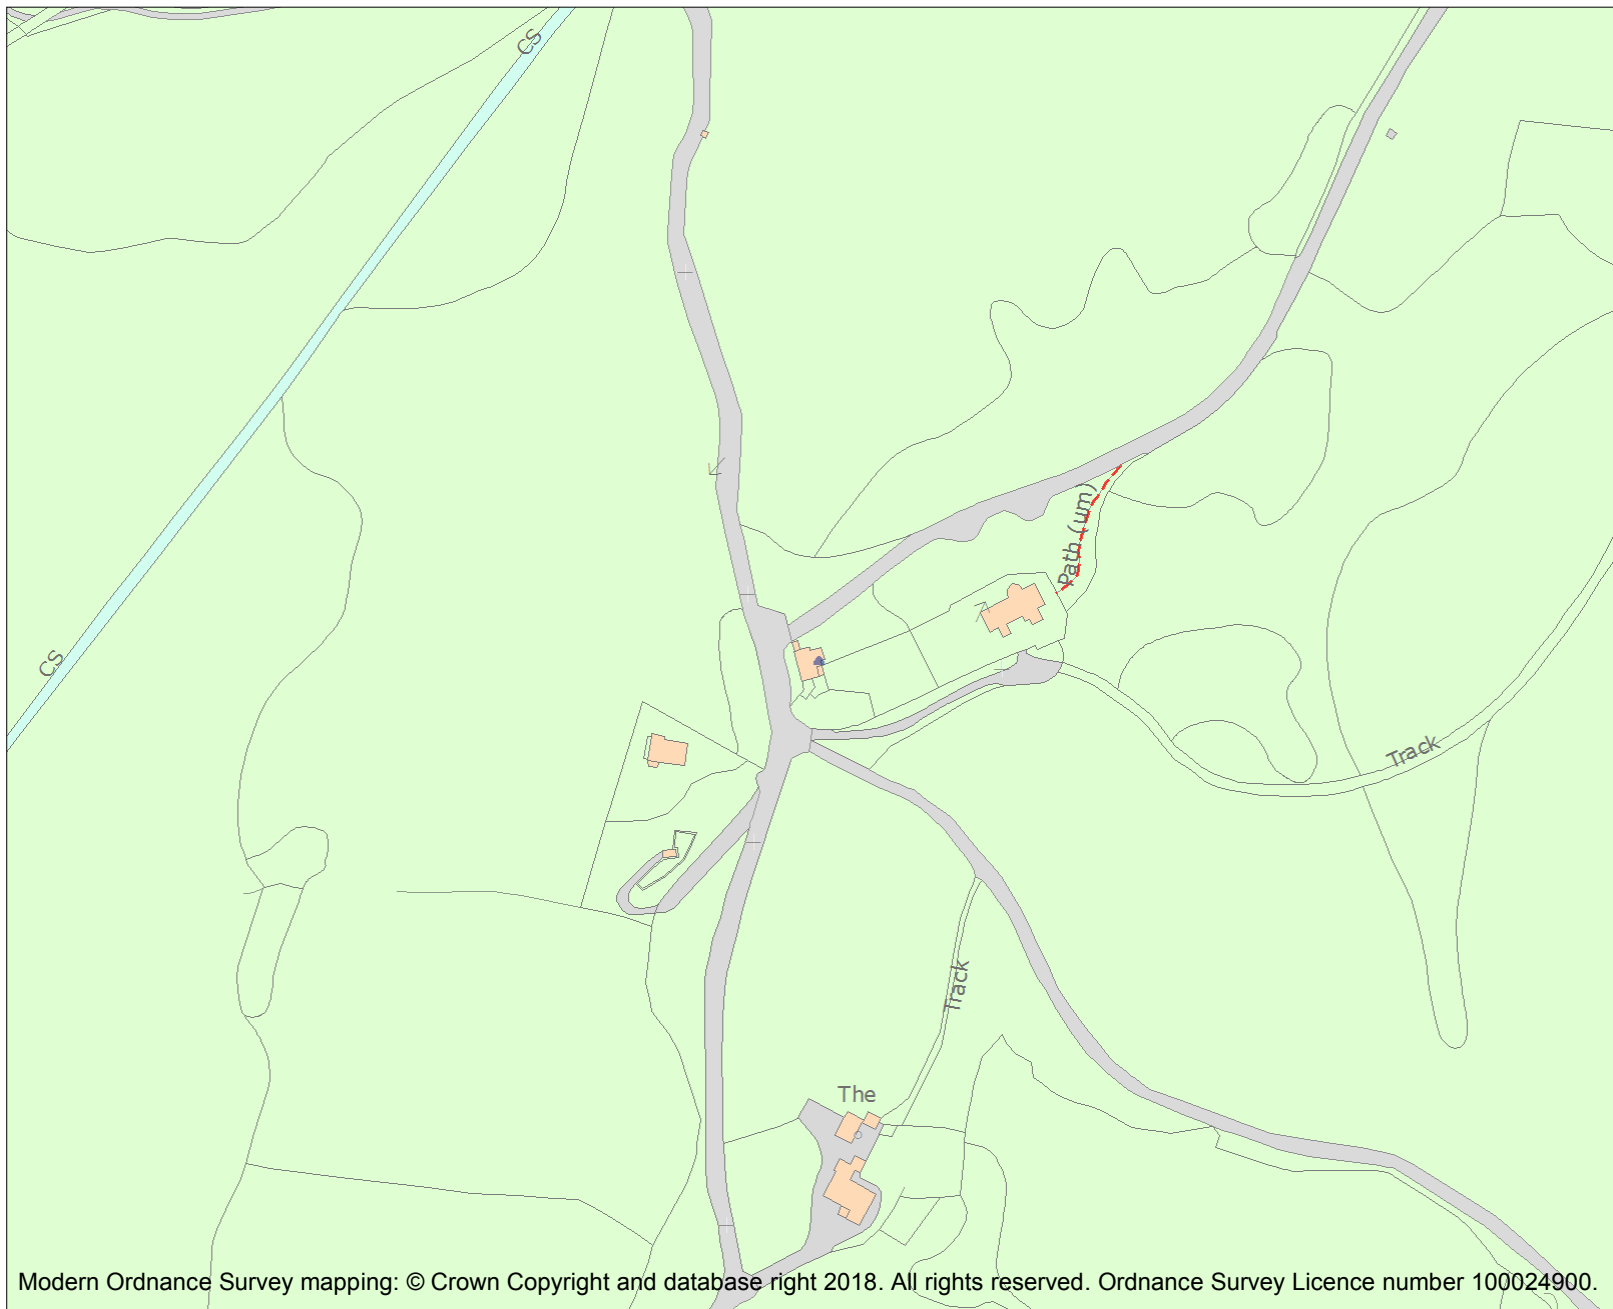 CS
Path (um)
CS
Track
Track
The
Modern Ordnance Survey mapping: © Crown Copyright and database right 2018. All rights reserved. Ordnance Survey Licence number 100024900.